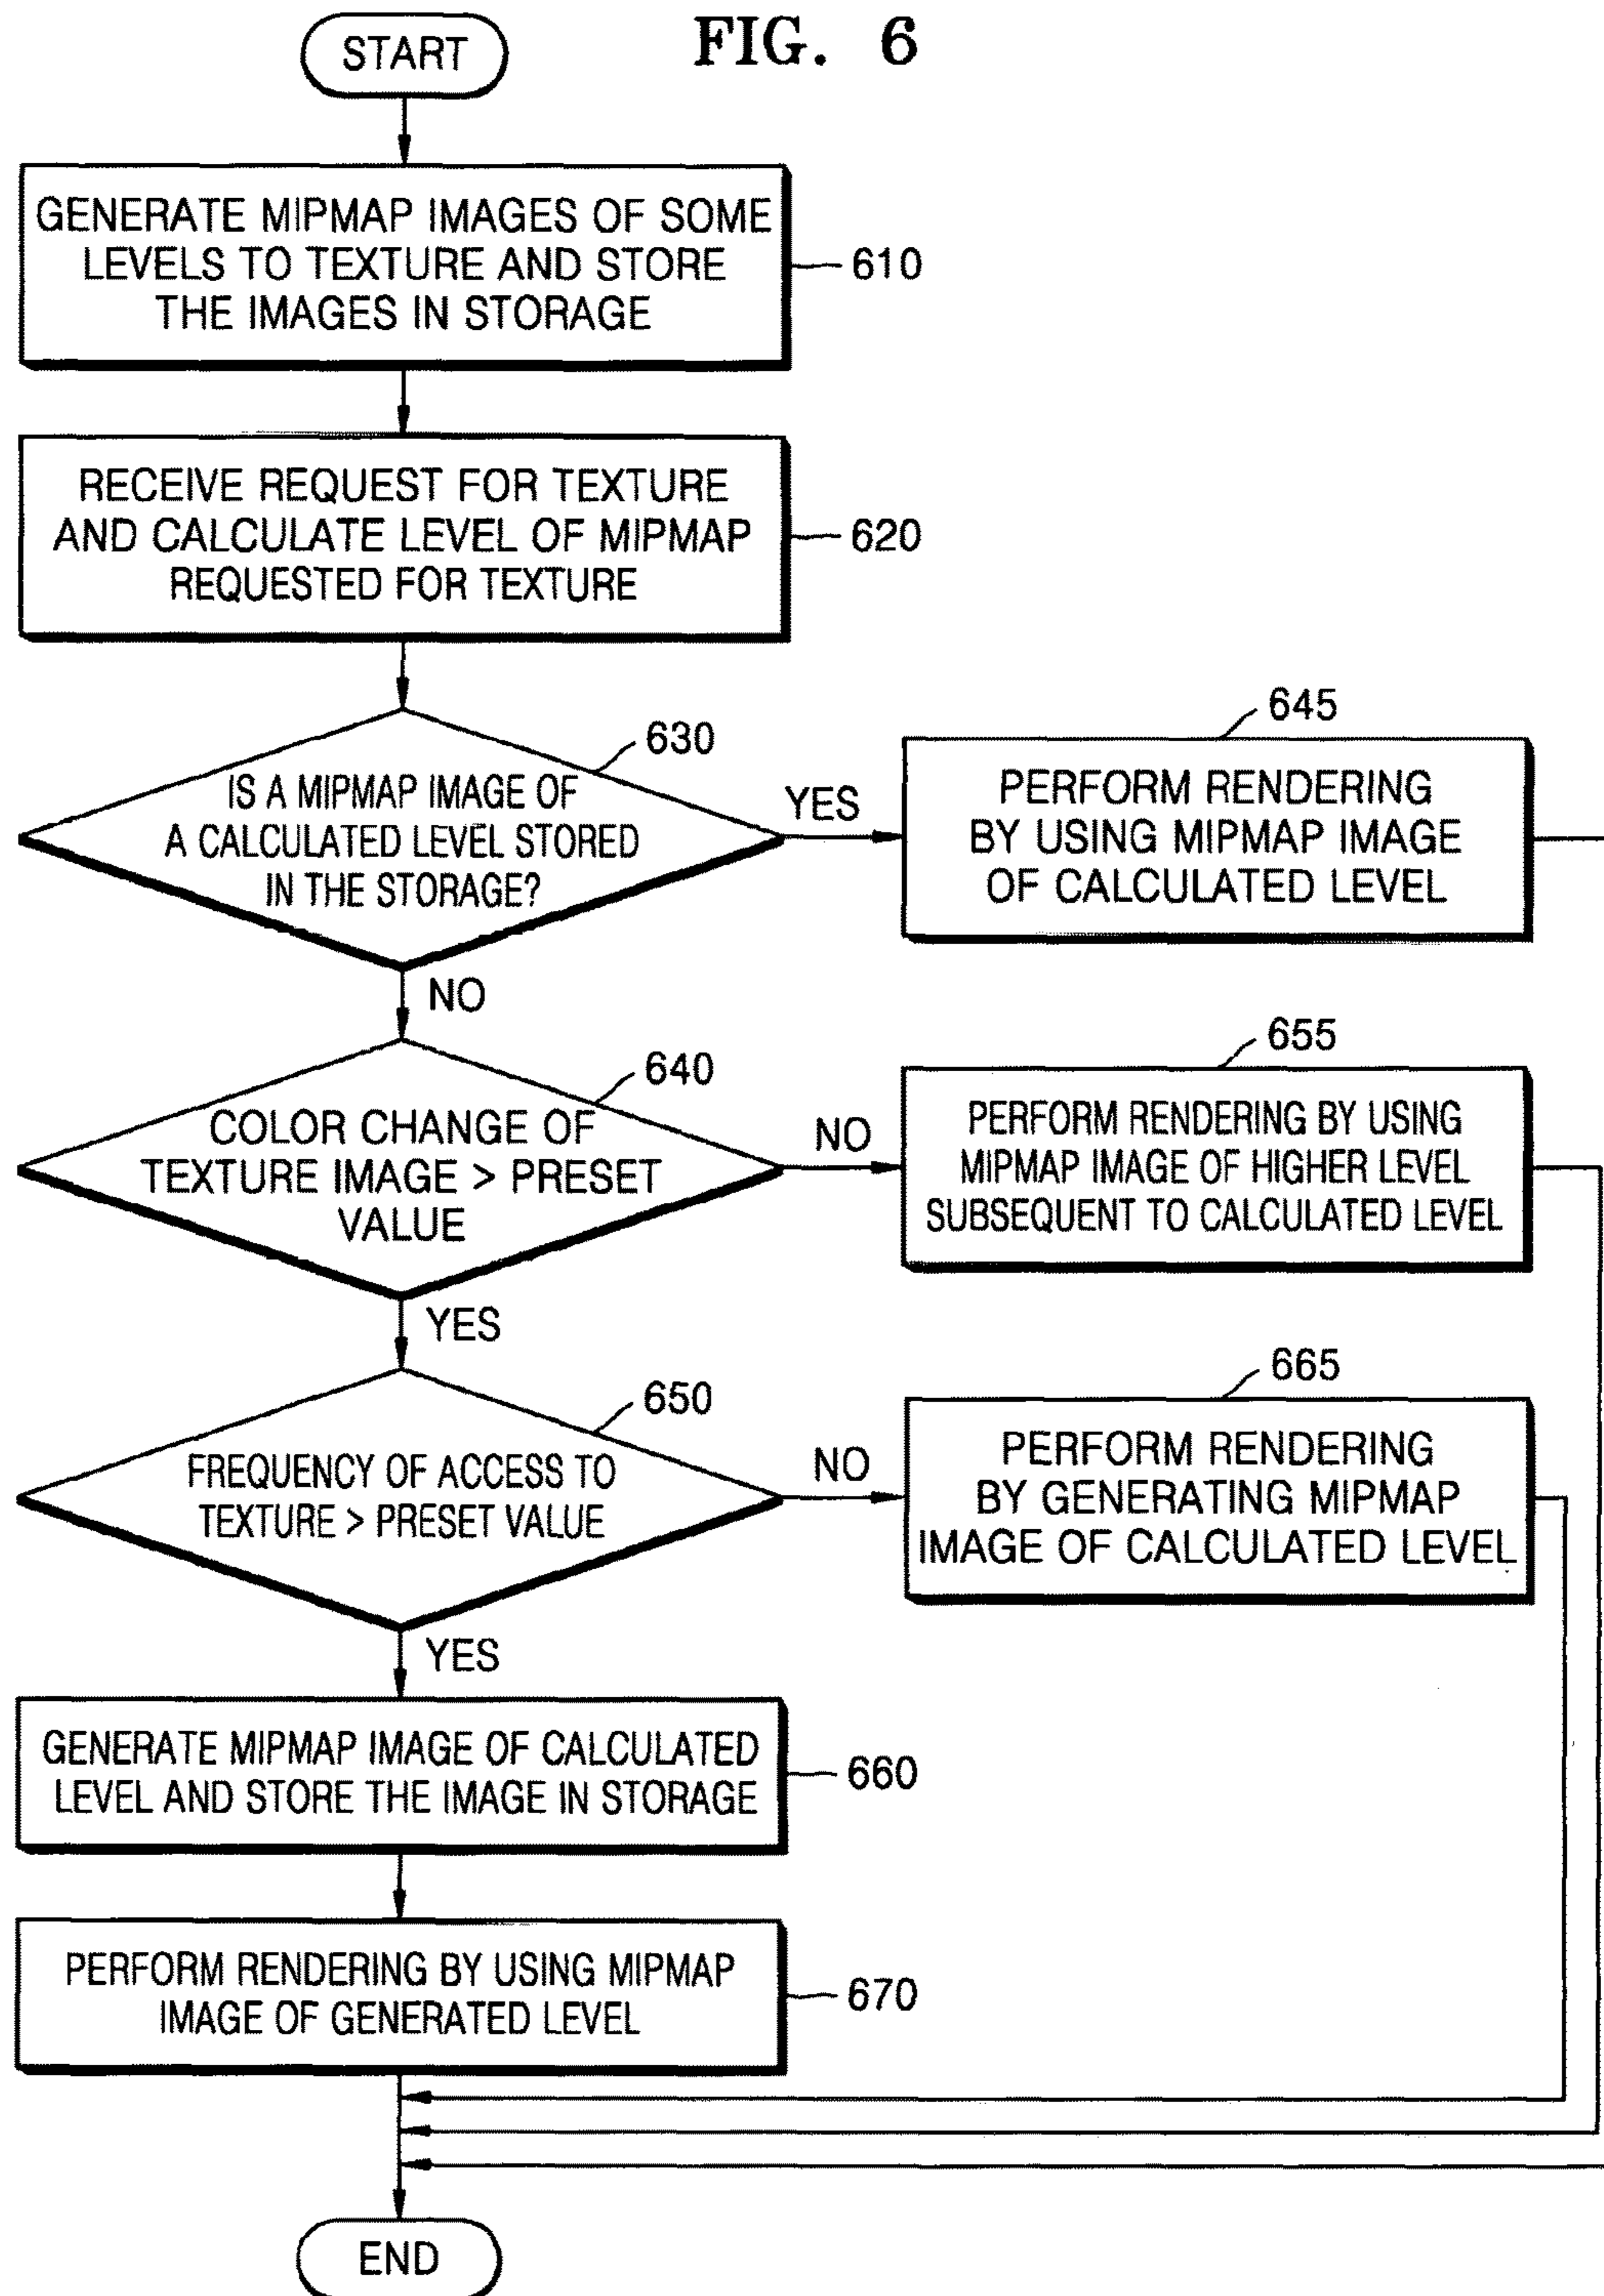 FIG. 6
START
GENERATE MIPMAP IMAGES OF SOME
LEVELS TO TEXTURE AND STORE
THE IMAGES IN STORAGE
610
RECEIVE REQUEST FOR TEXTURE
AND CALCULATE LEVEL OF MIPMAP
REQUESTED FOR TEXTURE
620
630
IS A MIPMAP IMAGE OF
A CALCULATED LEVEL STORED
IN THE STORAGE?
YES
645
PERFORM RENDERING
BY USING MIPMAP IMAGE
OF CALCULATED LEVEL
NO
640
COLOR CHANGE OF
TEXTURE IMAGE > PRESET
VALUE
NO
655
PERFORM RENDERING BY USING
MIPMAP IMAGE OF HIGHER LEVEL
SUBSEQUENT TO CALCULATED LEVEL
YES
650
FREQUENCY OF ACCESS TO
TEXTURE > PRESET VALUE
NO
665
PERFORM RENDERING
BY GENERATING MIPMAP
IMAGE OF CALCULATED LEVEL
YES
GENERATE MIPMAP IMAGE OF CALCULATED
LEVEL AND STORE THE IMAGE IN STORAGE
660
PERFORM RENDERING BY USING MIPMAP
IMAGE OF GENERATED LEVEL
670
END